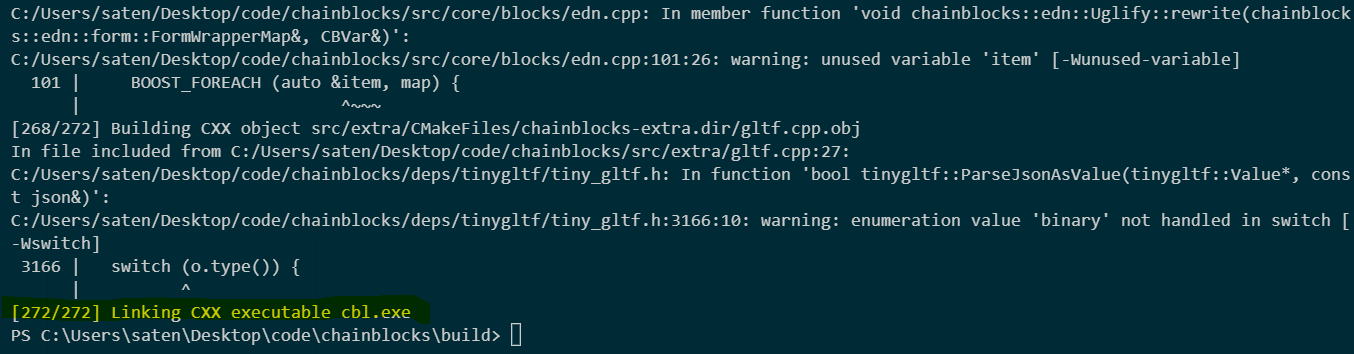 C:/Users/saten/Desktop/code/chainblocks/src/core/blocks/edn.cpp: In member function 'void chainblocks::edn::Uglify::rewrite(chainblock
s::edn::form::FormWrapperMap&, CBVar&)':
C:/Users/saten/Desktop/code/chainblocks/src/core/blocks/edn.cpp:101:26: warning: unused variable 'item' [-Wunused-variable]
  101 |     BOOST_FOREACH (auto &item, map) {
      |                          ^~~~
[268/272] Building CXX object src/extra/CMakeFiles/chainblocks-extra.dir/gltf.cpp.obj
In file included from C:/Users/saten/Desktop/code/chainblocks/src/extra/gltf.cpp:27:
C:/Users/saten/Desktop/code/chainblocks/deps/tinygltf/tiny_gltf.h: In function 'bool tinygltf::ParseJsonAsValue(tinygltf::Value*, cons
t json&)':
C:/Users/saten/Desktop/code/chainblocks/deps/tinygltf/tiny_gltf.h:3166:10: warning: enumeration value 'binary' not handled in switch [
-Wswitch]
 3166 |   switch (o.type()) {
      |          ^
[272/272] Linking CXX executable cbl.exe
PS C:\Users\saten\Desktop\code\chainblocks\build>